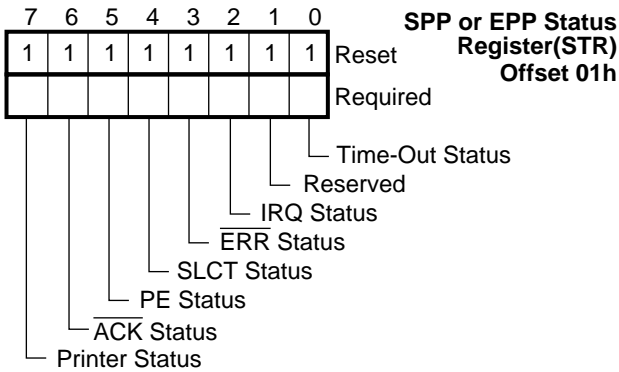 7 6 5 4 3 2 1 0
SPP or EPP Status
Register(STR)
Offset 01h
1 1 1 1 1 1 1 1 Reset
Required
Time-Out Status
Reserved
IRQ Status
E̅R̅R̅ Status
SLCT Status
PE Status
A̅C̅K̅ Status
Printer Status